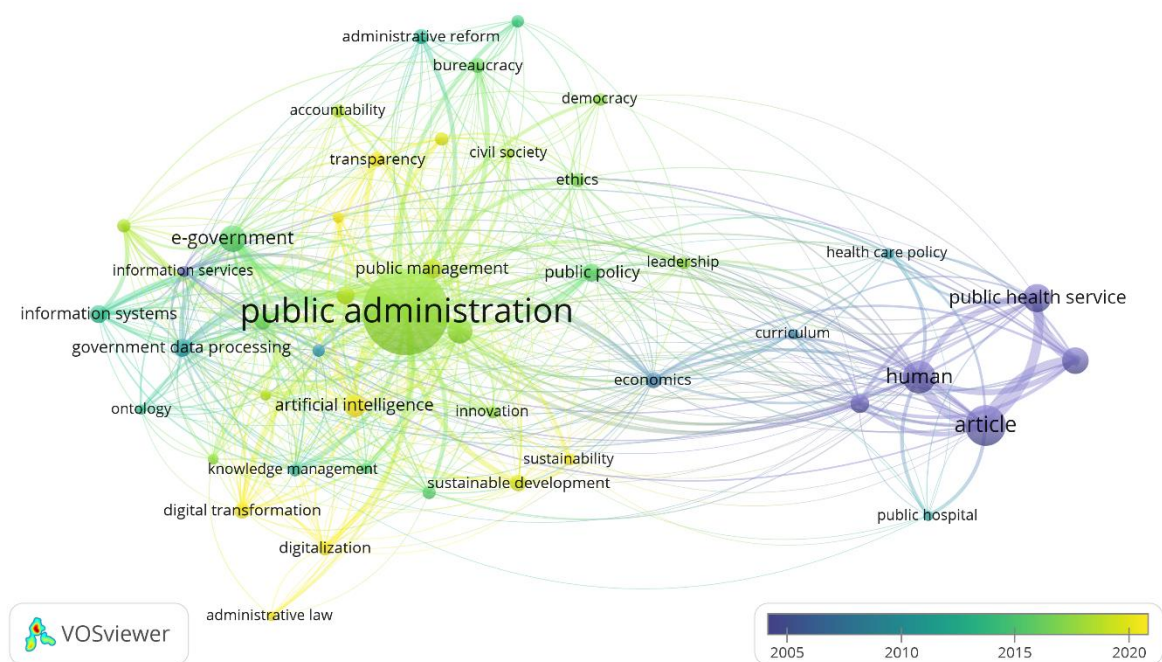 administrative reform
bureaucracy
democracy
accountability
transparency
civil society
ethics
e-government
health care policy
leadership
information services
public management
public policy
public health service
information systems
public administration
curriculum
government data processing
economics
human
ontology
artificial intelligence
innovation
article
sustainability
knowledge management
sustainable development
digital transformation
public hospital
digitalization
administrative law
VOSviewer
2005 2010 2015 2020